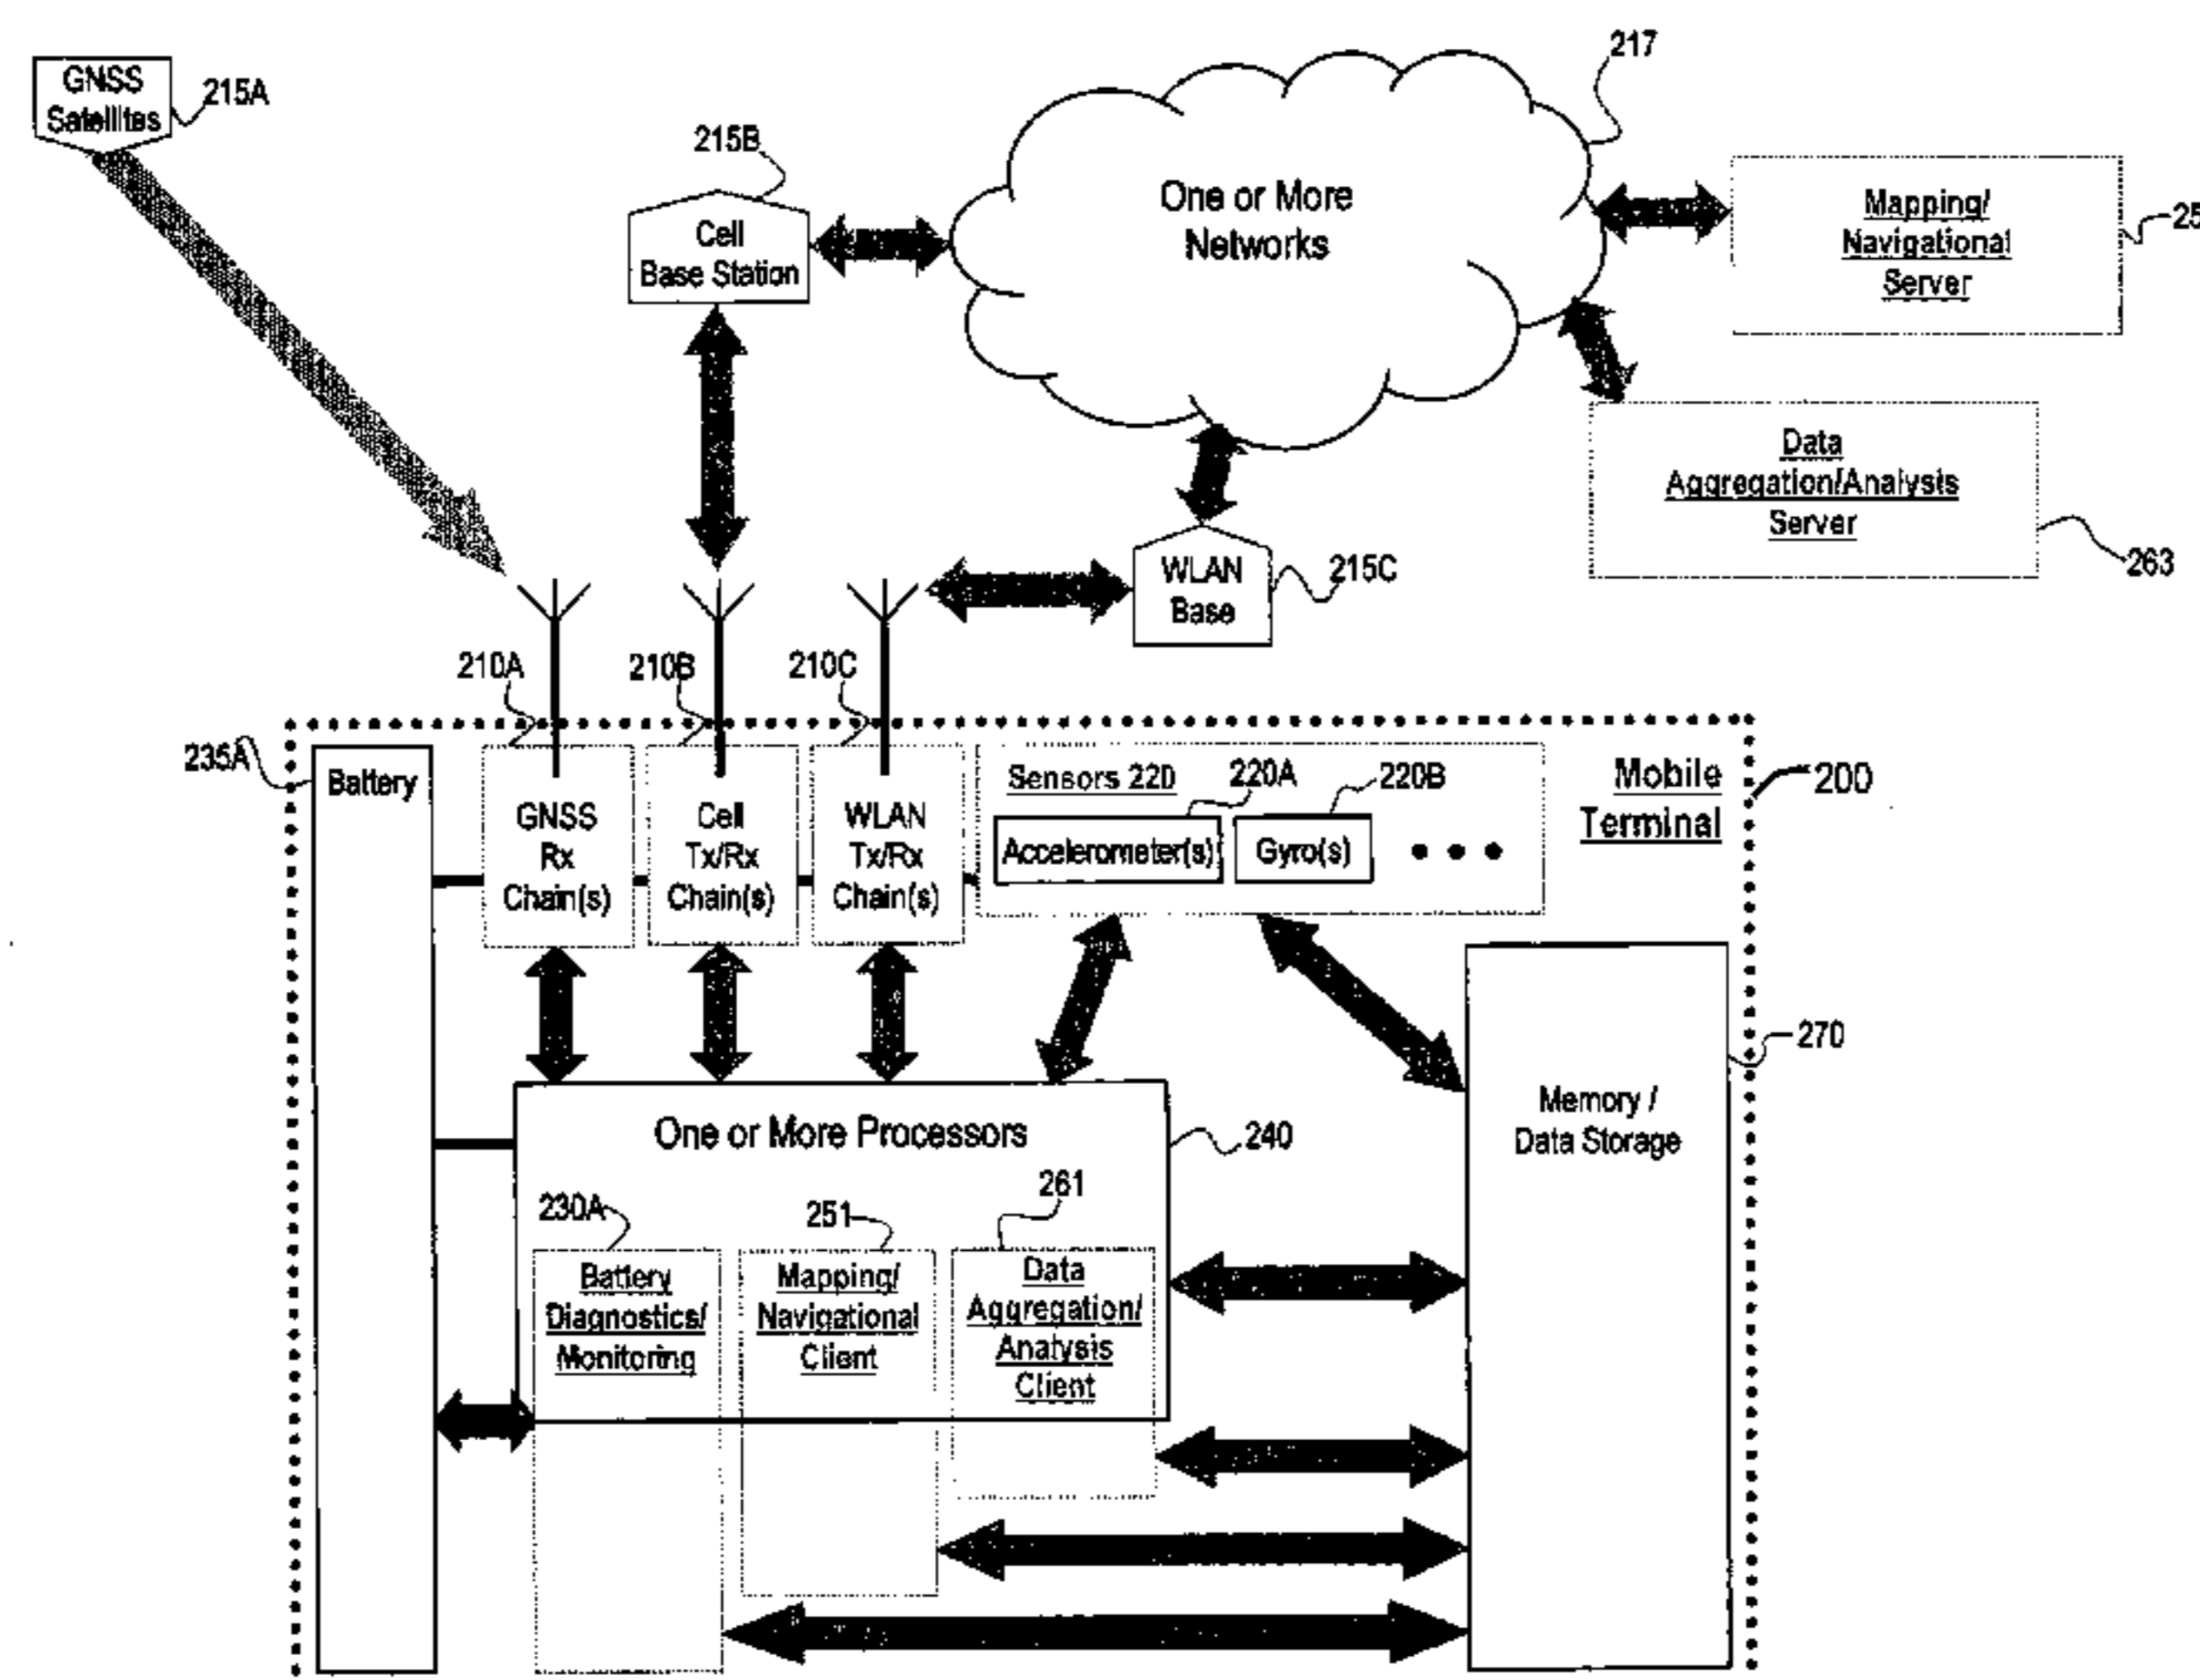 GNSS
Satellites
215A
215B
Cell
Base Station
One or More
Networks
217
Mapping/
Navigational
Server
25
Data
Aggregation/Analysis
Server
263
WLAN
Base
215C
210A
210B
210C
235A
Battery
GNSS
Rx
Chain(s)
Cell
Tx/Rx
Chain(s)
WLAN
Tx/Rx
Chain(s)
Sensors 220
220A
220B
Accelerometer(s)
Gyro(s)
• • •
Mobile
Terminal
200
One or More Processors
240
230A
251
261
Battery
Diagnostics/
Monitoring
Mapping/
Navigational
Client
Data
Aggregation/
Analysis
Client
Memory /
Data Storage
270